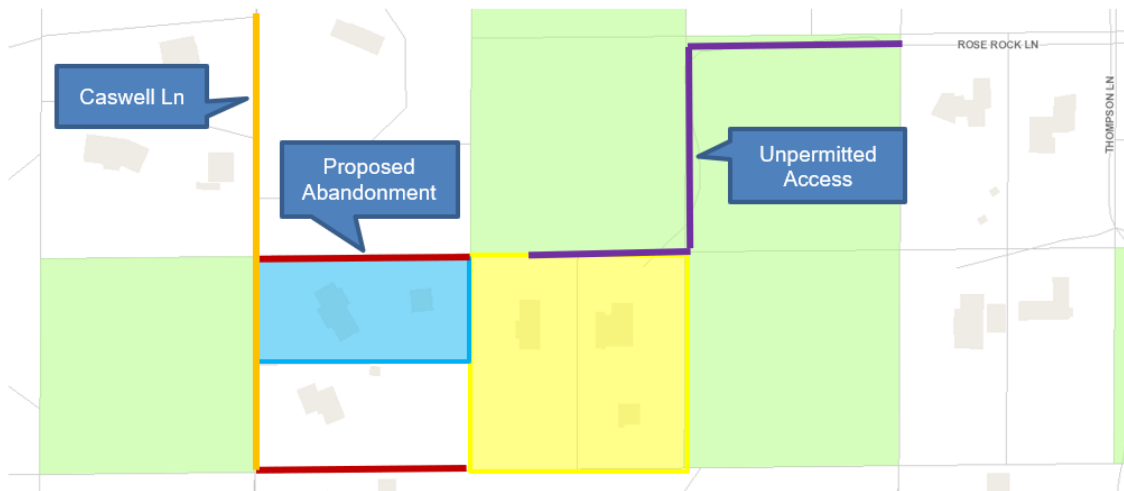 ROSE ROCK LN
Caswell Ln
THOMPSON LN
Proposed
Abandonment
Unpermitted
Access